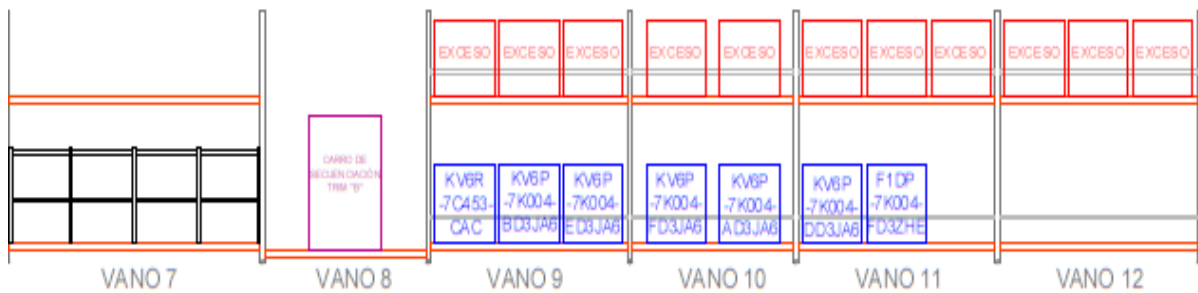 EXCESO EXCESO EXCESO EXCESO EXCESO EXCESO EXCESO EXCESO EXCESO EXCESO EXCESO
CARRO DE
SECUENCIACIÓN
TRIM "B"
KV6R
-7C453-
CAC
KV6P
-7K004-
BD3JA6
KV6P
-7K004-
ED3JA6
KV6P
-7K004-
FD3JA6
KV6P
-7K004-
AD3JA6
KV6P
-7K004-
DD3JA6
F1DP
-7K004-
FD3ZHE
VANO 7 VANO 8 VANO 9 VANO 10 VANO 11 VANO 12